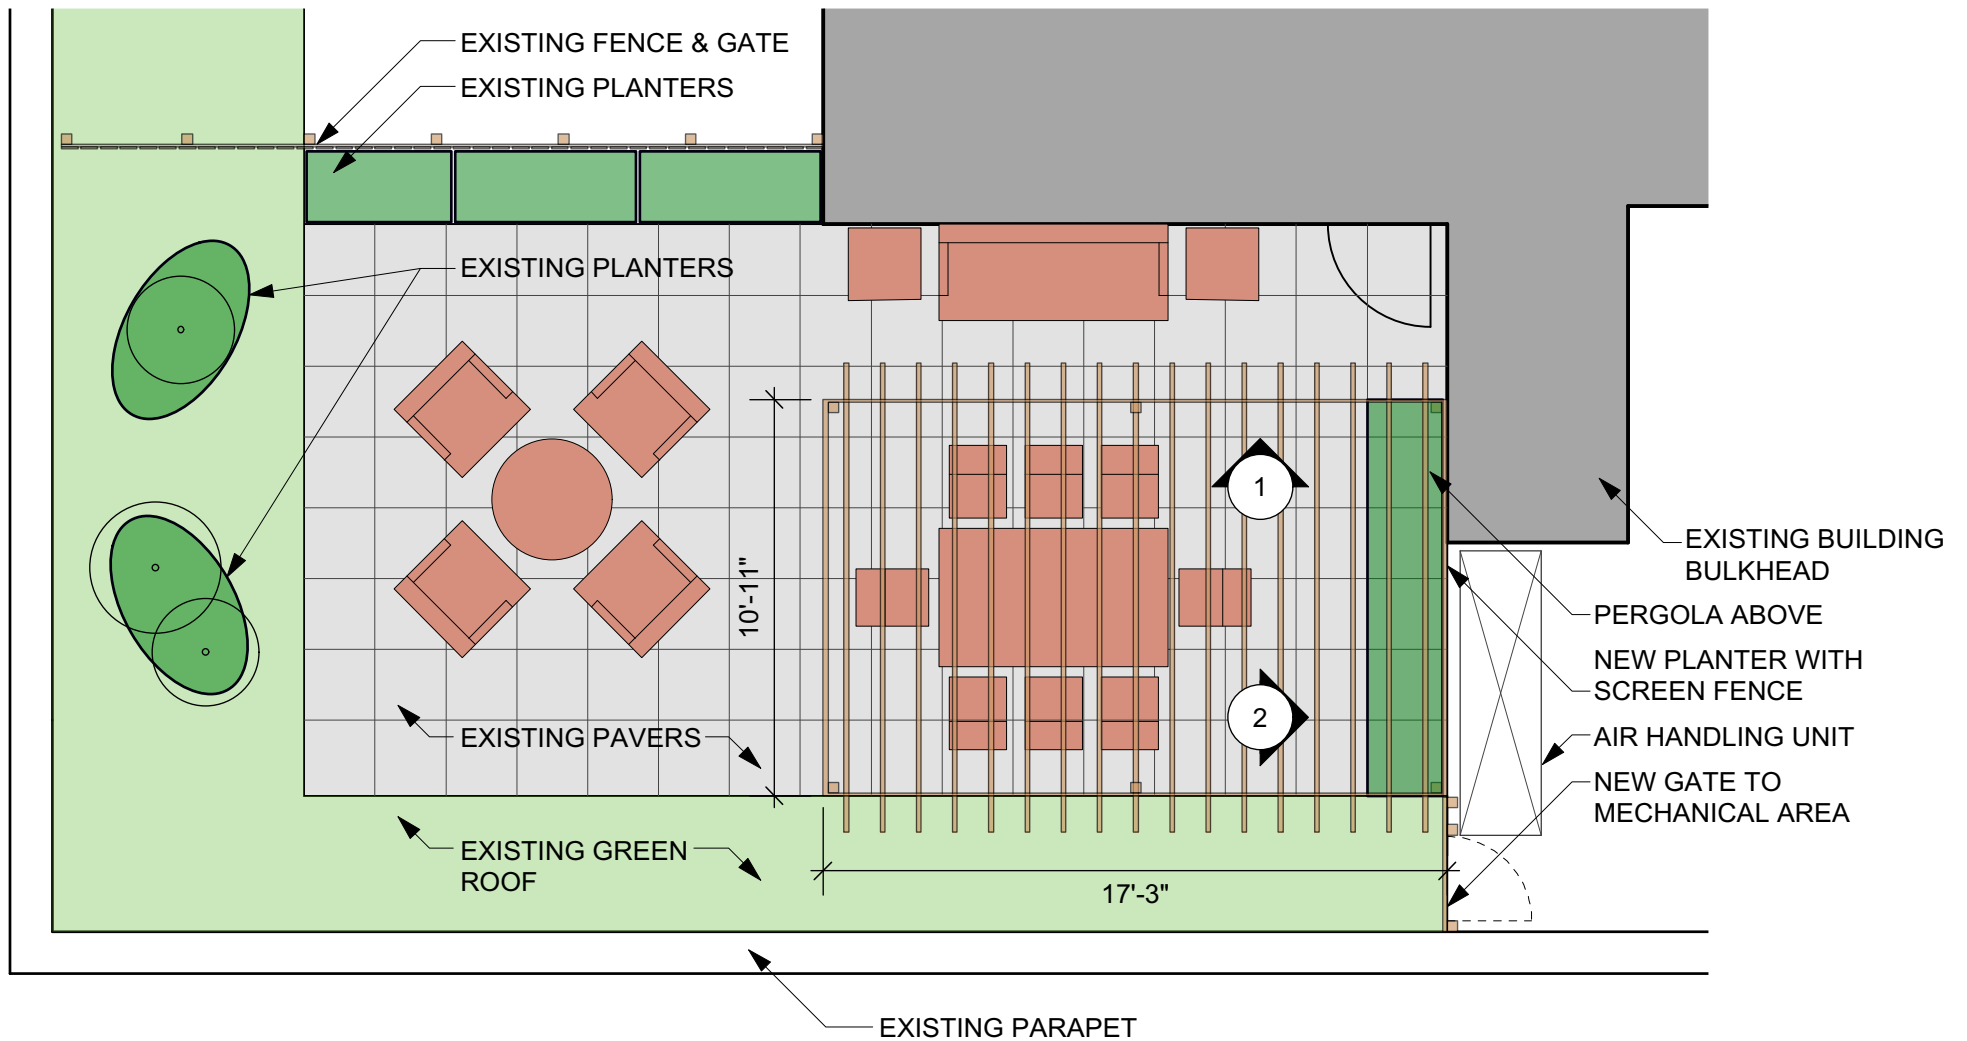 EXISTING FENCE & GATE
EXISTING PLANTERS
EXISTING PLANTERS
1
10'-11"
EXISTING BUILDING
BULKHEAD
PERGOLA ABOVE
NEW PLANTER WITH
SCREEN FENCE
2
EXISTING PAVERS
AIR HANDLING UNIT
NEW GATE TO
MECHANICAL AREA
EXISTING GREEN
ROOF
17'-3"
EXISTING PARAPET